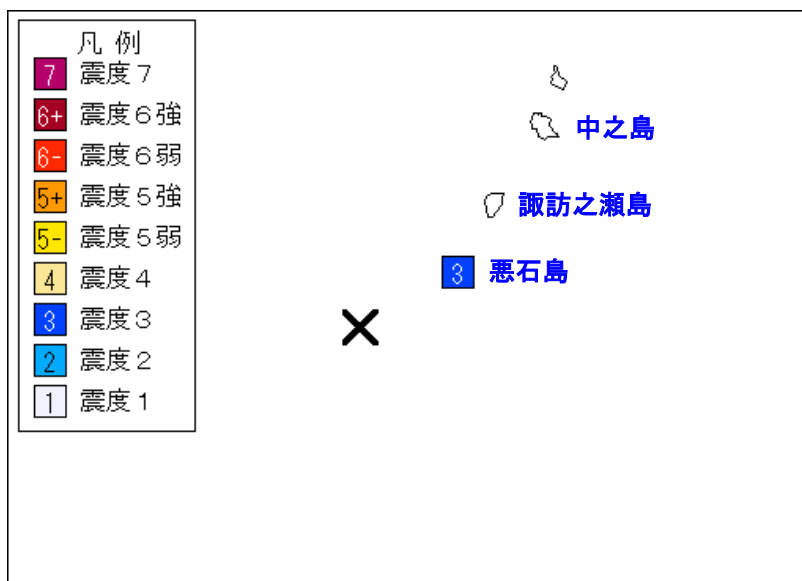 凡例
7 震度7
6+ 震度6強
6- 震度6弱
5+ 震度5強
5- 震度5弱
4 震度4
3 震度3
2 震度2
1 震度1
中之島
諏訪之瀬島
3 悪石島